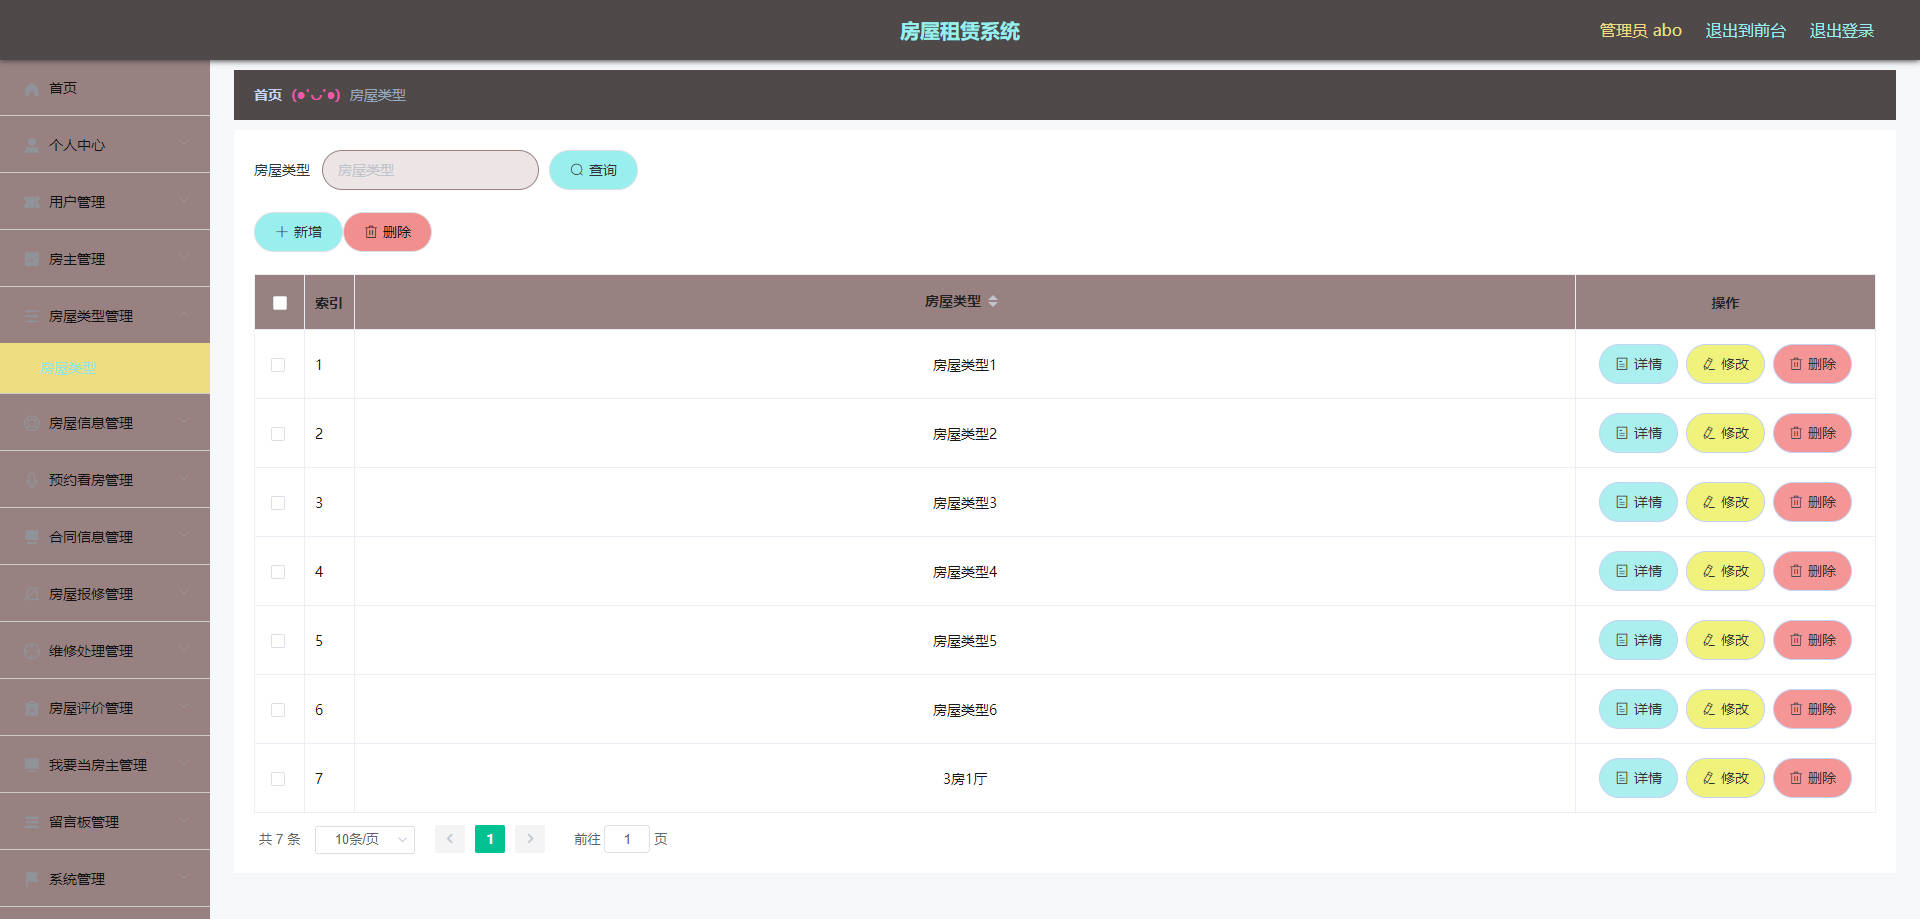 房屋租赁系统
管理员 abo 退出到前台 退出登录
首页
个人中心
用户管理
房主管理
房屋类型管理
房屋类型
房屋信息管理
预约看房管理
合同信息管理
房屋报修管理
维修处理管理
房屋评价管理
我要当房主管理
留言板管理
系统管理
首页 (●'◡'●) 房屋类型
房屋类型 房屋类型 查询
新增 删除
索引 房屋类型 操作
1 房屋类型1 详情 修改 删除
2 房屋类型2 详情 修改 删除
3 房屋类型3 详情 修改 删除
4 房屋类型4 详情 修改 删除
5 房屋类型5 详情 修改 删除
6 房屋类型6 详情 修改 删除
7 3房1厅 详情 修改 删除
共 7 条 10条/页 1 前往 1 页